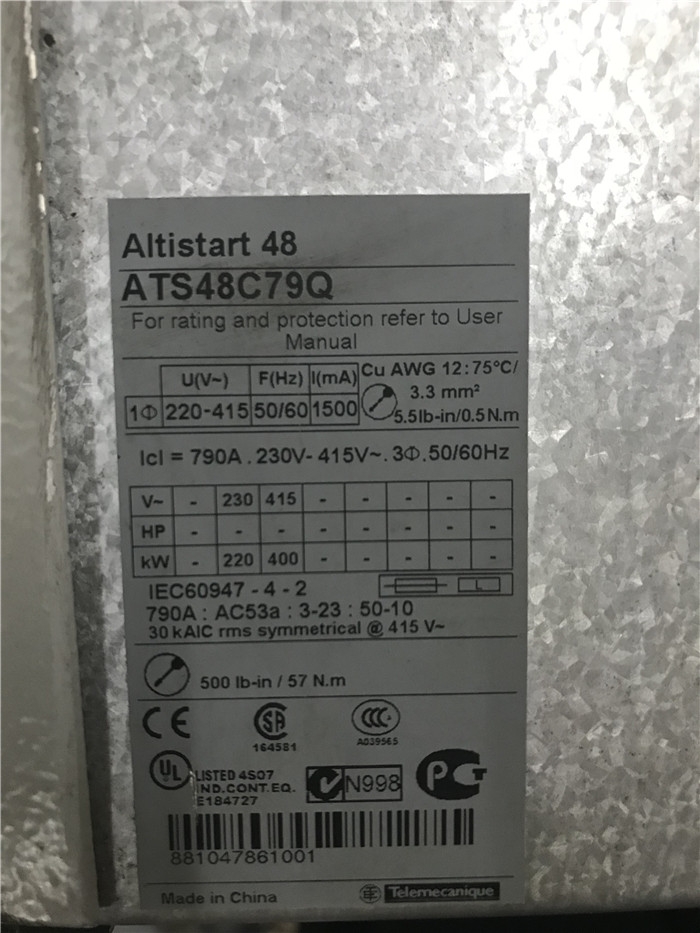 Altistart 48
ATS48C79Q
For rating and protection refer to User
Manual
U(V~) F(Hz) I(mA)
1Φ 220-415 50/60 1500
Cu AWG 12:75°C/
3.3 mm²
5.5lb-in/0.5N.m
Icl = 790A . 230V- 415V~. 3Φ. 50/60Hz
V~ - 230 415 - - - - -
HP - - - - - - - -
kW - 220 400 - - - - -
IEC60947 - 4 - 2
L
790A : AC53a : 3-23 : 50-10
30 kAIC rms symmetrical @ 415 V~
500 lb-in / 57 N.m
CE
SA
164581
CCC
A039565
UL
LISTED 4S07
IND.CONT.EQ.
E184727
N998
PCT
881047861001
Made in China
Telemecanique